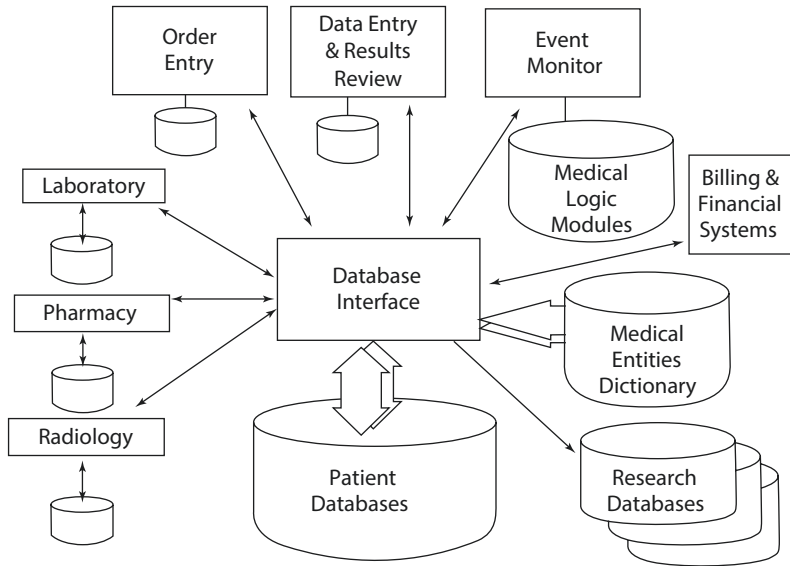 Order
Entry
Data Entry
& Results
Review
Event
Monitor
Medical
Logic
Modules
Billing &
Financial
Systems
Laboratory
Pharmacy
Radiology
Database
Interface
Medical
Entities
Dictionary
Patient
Databases
Research
Databases